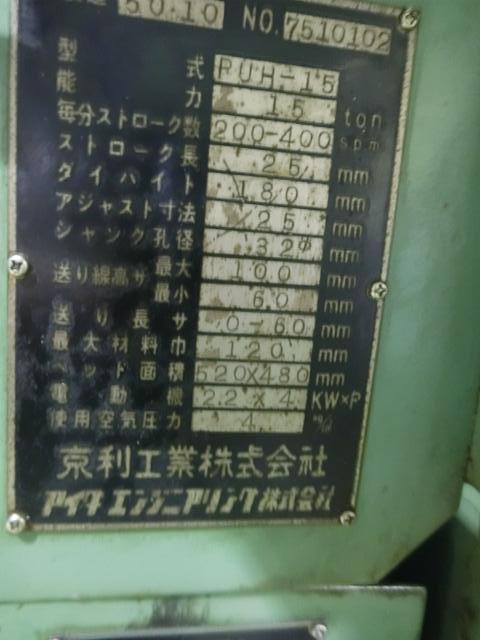 50.10 NO. 7510102
型式 PUH-15
能力 15 ton
毎分ストローク数 200-400 s.p.m
ストローク長 25 mm
ダイハイト 180 mm
アジャスト寸法 25 mm
シャンク孔径 32φ mm
送り線高サ 最大 100 mm
最小 60 mm
送り長サ 0-60 mm
最大材料巾 120 mm
ベッド面積 520X480 mm
電動機 2.2 x 4 KW×P
使用空気圧力 4
京利工業株式会社
アイダエンジニアリング株式会社